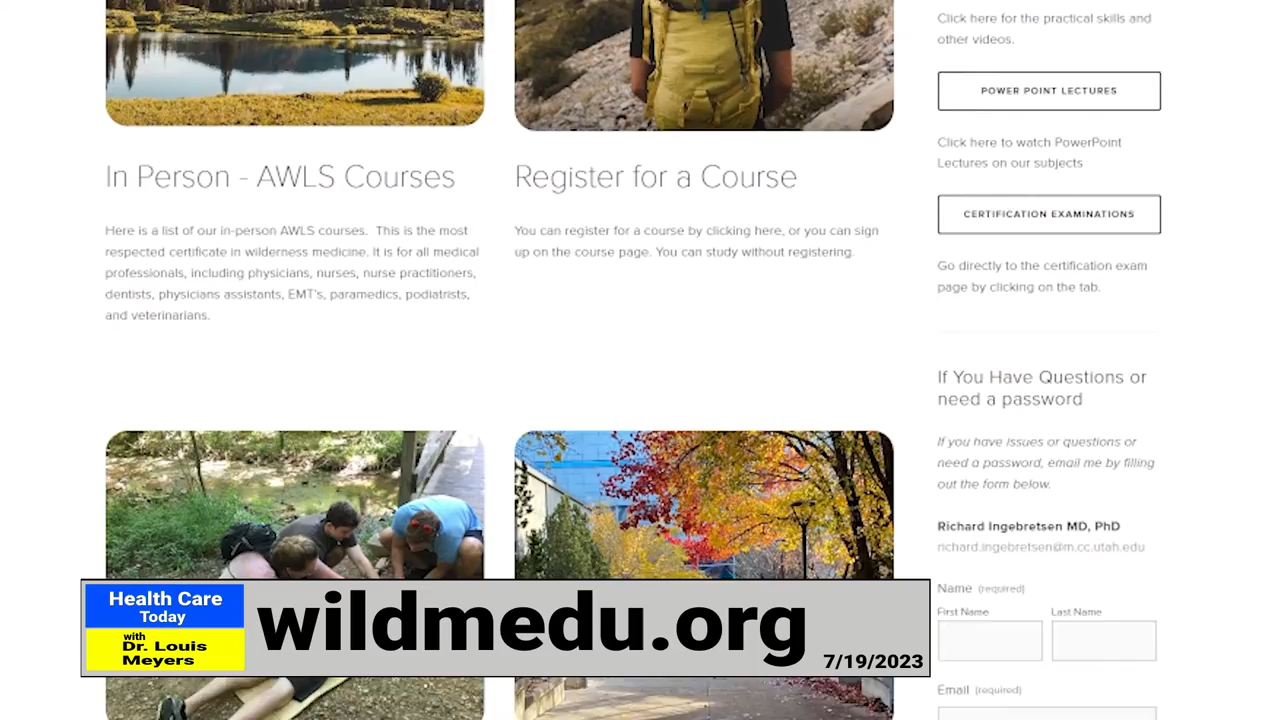 In Person - AWLS Courses
Here is a list of our in-person AWLS courses. This is the most
respected certificate in wilderness medicine. It is for all medical
professionals, including physicians, nurses, nurse practitioners,
dentists, physicians assistants, EMT's, paramedics, podiatrists,
and veterinarians.
Register for a Course
You can register for a course by clicking here, or you can sign
up on the course page. You can study without registering.
Click here for the practical skills and
other videos.
POWER POINT LECTURES
Click here to watch PowerPoint
Lectures on our subjects
CERTIFICATION EXAMINATIONS
Go directly to the certification exam
page by clicking on the tab.
If You Have Questions or
need a password
If you have issues or questions or
need a password, email me by filling
out the form below.
Richard Ingebretsen MD, PhD
richard.ingebretsen@m.cc.utah.edu
Name (required)
First Name Last Name
Email (required)
Health Care
Today
with
Dr. Louis
Meyers
wildmedu.org
7/19/2023